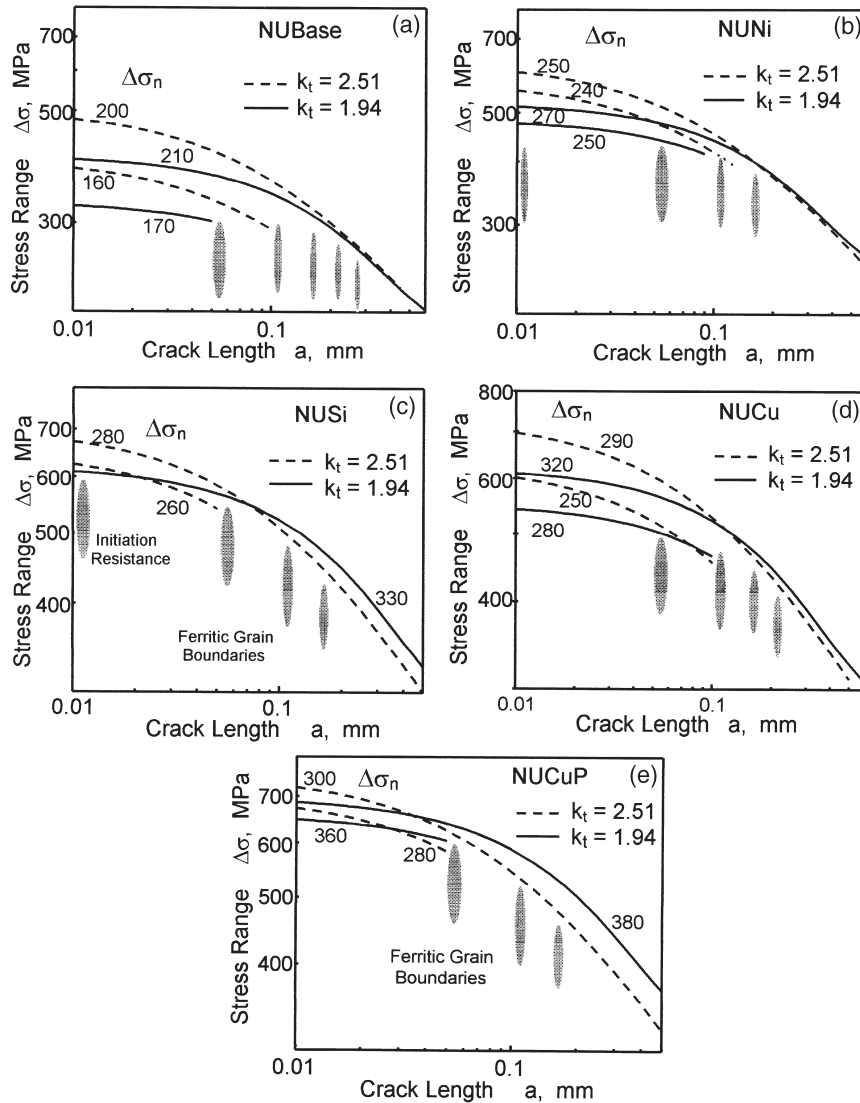 (a)
NUBase
Δσn
kt = 2.51
kt = 1.94
200
210
160
170
700
500
300
Stress Range Δσ, MPa
0.01
0.1
Crack Length a, mm
(b)
NUNi
Δσn
kt = 2.51
kt = 1.94
250
240
270
250
700
500
300
Stress Range Δσ, MPa
0.01
0.1
Crack Length a, mm
(c)
NUSi
Δσn
kt = 2.51
kt = 1.94
280
260
330
Initiation
Resistance
Ferritic Grain
Boundaries
700
600
500
400
Stress Range Δσ, MPa
0.01
0.1
Crack Length a, mm
(d)
NUCu
Δσn
kt = 2.51
kt = 1.94
290
320
250
280
800
600
400
Stress Range Δσ, MPa
0.01
0.1
Crack Length a, mm
(e)
NUCuP
Δσn
kt = 2.51
kt = 1.94
300
360
280
380
Ferritic Grain
Boundaries
700
600
500
400
Stress Range Δσ, MPa
0.01
0.1
Crack Length a, mm